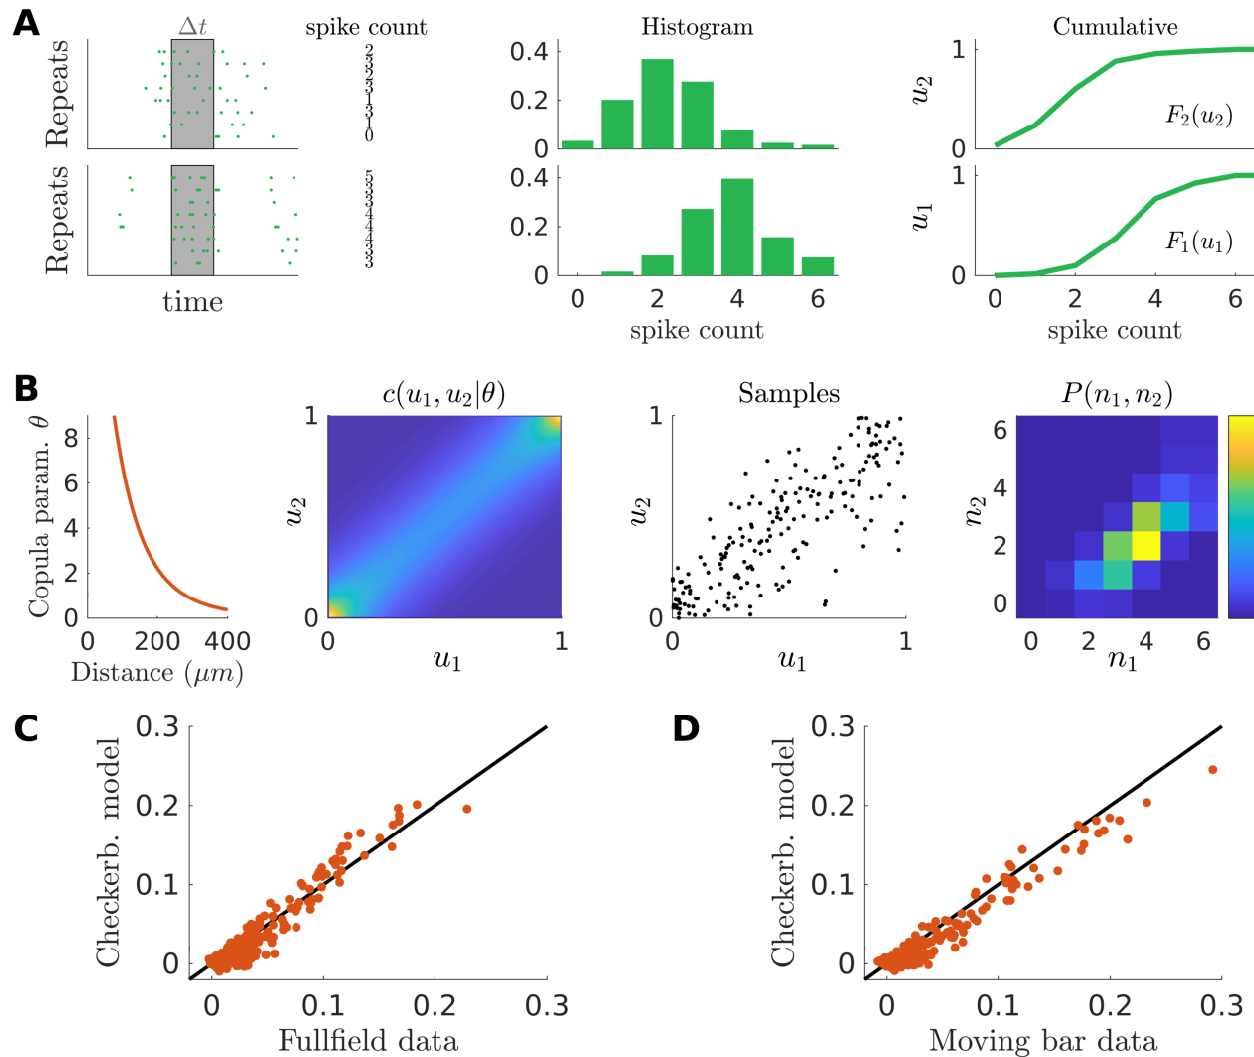 A
Δt
spike count
Histogram
Cumulative
Repeats
2
3
2
3
1
3
1
0
0.4
0.2
0
1
0
u2
F2(u2)
Repeats
5
3
3
4
4
4
3
3
0.4
0.2
0
1
0
u1
F1(u1)
time
0 2 4 6
spike count
0 2 4 6
spike count
B
c(u1, u2|θ)
Samples
P(n1, n2)
Copula param. θ
8
6
4
2
0
0 200 400
Distance (μm)
1
u2
0
0 1
u1
1
u2
0
0 1
u1
6
4
2
0
n2
0 2 4 6
n1
C
Checkerb. model
0.3
0.2
0.1
0
0 0.1 0.2 0.3
Fullfield data
D
Checkerb. model
0.3
0.2
0.1
0
0 0.1 0.2 0.3
Moving bar data